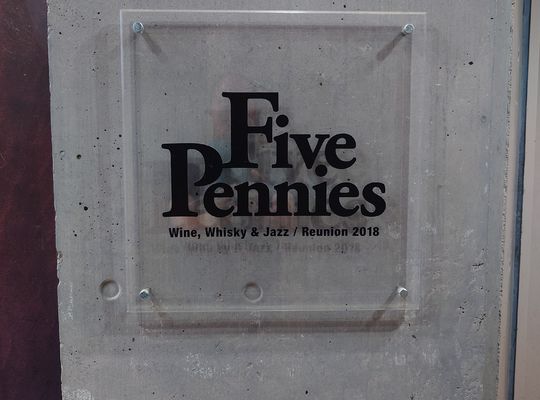 Five
Pennies
Wine, Whisky & Jazz / Reunion 2018